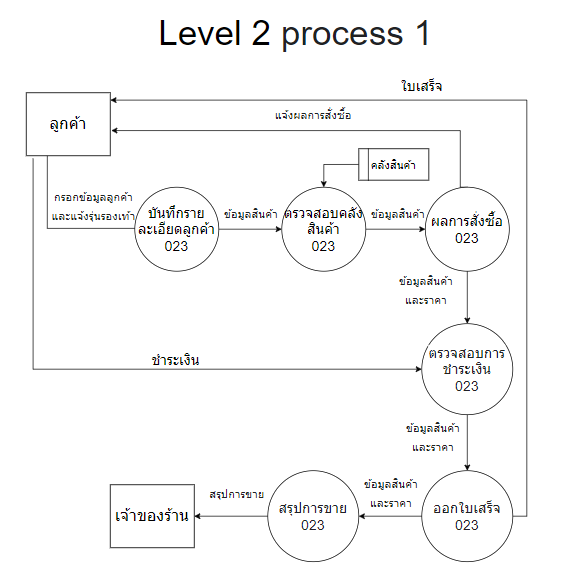 Level 2 process 1
ใบเสร็จ
แจ้งผลการสั่งซื้อ
ลูกค้า
คลังสินค้า
กรอกข้อมูลลูกค้า
และแจ้งรุ่นรองเท้า
บันทึกราย
ละเอียดลูกค้า
023
ข้อมูลสินค้า
ตรวจสอบคลัง
สินค้า
023
ข้อมูลสินค้า
ผลการสั่งซื้อ
023
ข้อมูลสินค้า
และราคา
ชำระเงิน
ตรวจสอบการ
ชำระเงิน
023
ข้อมูลสินค้า
และราคา
เจ้าของร้าน
สรุปการขาย
สรุปการขาย
023
ข้อมูลสินค้า
และราคา
ออกใบเสร็จ
023